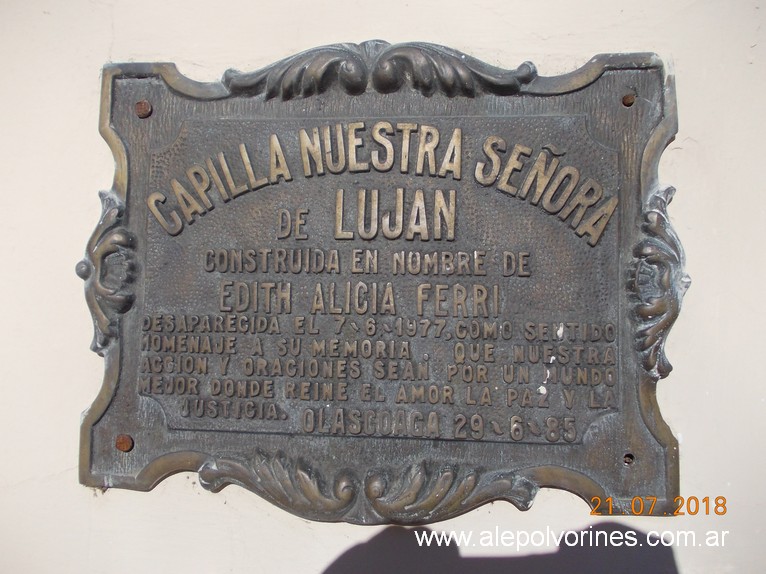 CAPILLA NUESTRA SEÑORA
DE LUJAN
CONSTRUIDA EN NOMBRE DE
EDITH ALICIA FERRI
DESAPARECIDA EL 7-6-1977, COMO SENTIDO
HOMENAJE A SU MEMORIA. QUE NUESTRA
ACCION Y ORACIONES SEAN POR UN MUNDO
MEJOR DONDE REINE EL AMOR LA PAZ Y LA
JUSTICIA. OLASCOAGA 29-6-85
21.07.2018
www.alepolvorines.com.ar